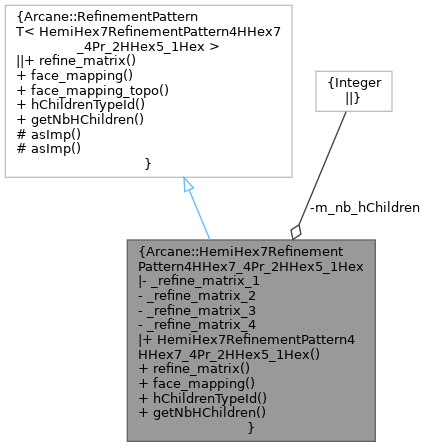 {Arcane::RefinementPattern
T< HemiHex7RefinementPattern4HHex7
_4Pr_2HHex5_1Hex >
||+ refine_matrix()
+ face_mapping()
+ face_mapping_topo()
+ hChildrenTypeId()
+ getNbHChildren()
# asImp()
# asImp()
}
{Integer
||}
-m_nb_hChildren
{Arcane::HemiHex7Refinement
Pattern4HHex7_4Pr_2HHex5_1Hex
|- _refine_matrix_1
- _refine_matrix_2
- _refine_matrix_3
- _refine_matrix_4
|+ HemiHex7RefinementPattern4
HHex7_4Pr_2HHex5_1Hex()
+ refine_matrix()
+ face_mapping()
+ hChildrenTypeId()
+ getNbHChildren()
}